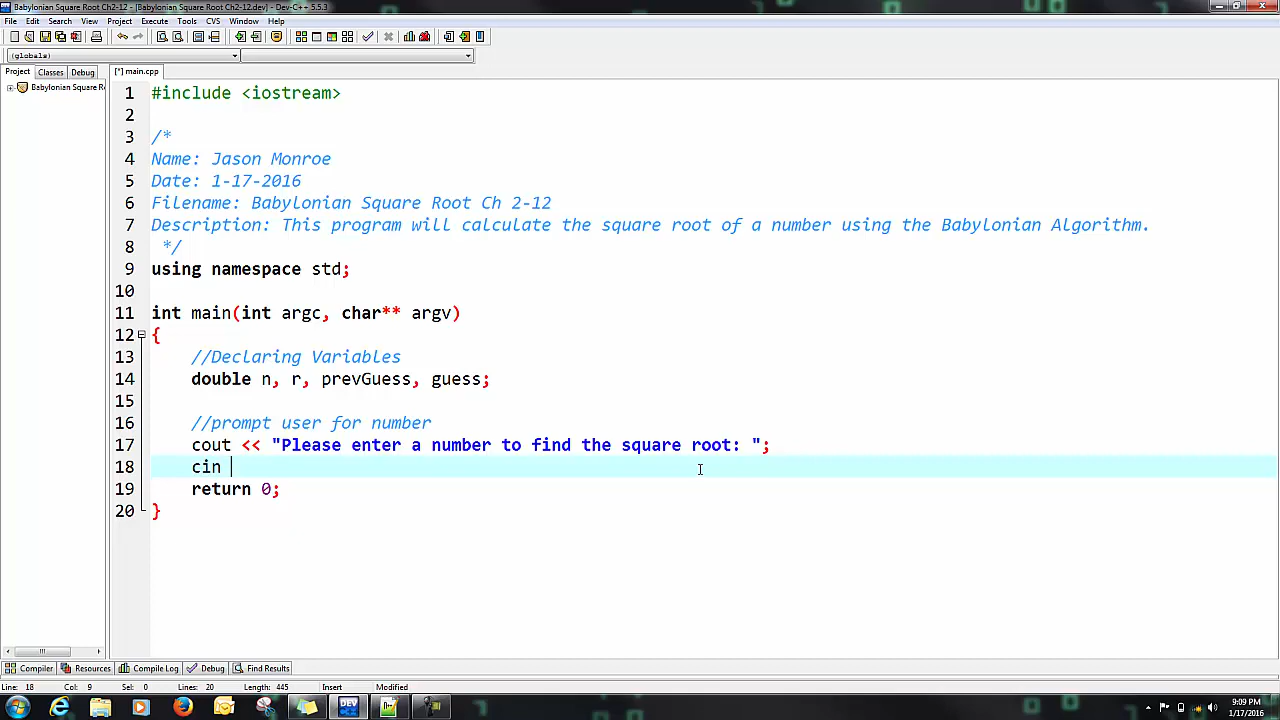 Babylonian Square Root Ch2-12 - [Babylonian Square Root Ch2-12.dev] - Dev-C++ 5.5.3
File Edit Search View Project Execute Tools CVS Window Help
(globals)
Project Classes Debug [*] main.cpp
Babylonian Square R
1 #include <iostream>
2
3 /*
4 Name: Jason Monroe
5 Date: 1-17-2016
6 Filename: Babylonian Square Root Ch 2-12
7 Description: This program will calculate the square root of a number using the Babylonian Algorithm.
8 */
9 using namespace std;
10
11 int main(int argc, char** argv)
12 {
13 //Declaring Variables
14 double n, r, prevGuess, guess;
15
16 //prompt user for number
17 cout << "Please enter a number to find the square root: ";
18 cin
19 return 0;
20 }
Compiler Resources Compile Log Debug Find Results
Line: 18 Col: 9 Sel: 0 Lines: 20 Length: 445 Insert Modified
DEV
9:09 PM
1/17/2016